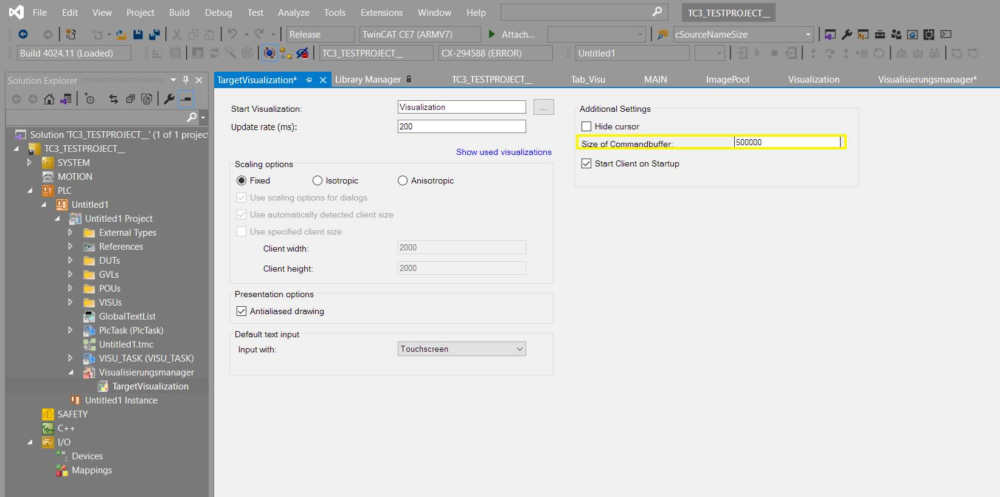 File Edit View Project Build Debug Test Analyze Tools Extensions Window Help TC3_TESTPROJECT__
Release TwinCAT CE7 (ARMV7) Attach... cSourceNameSize
Build 4024.11 (Loaded) TC3_TESTPROJECT__ CX-294588 (ERROR) Untitled1
Solution Explorer
TargetVisualization* Library Manager TC3_TESTPROJECT__ Tab_Visu MAIN ImagePool Visualization Visualisierungsmanager*
Solution 'TC3_TESTPROJECT__' (1 of 1 project
TC3_TESTPROJECT__
SYSTEM
MOTION
PLC
Untitled1
Untitled1 Project
External Types
References
DUTs
GVLs
POUs
VISUs
GlobalTextList
PlcTask (PlcTask)
Untitled1.tmc
VISU_TASK (VISU_TASK)
Visualisierungsmanager
TargetVisualization
Untitled1 Instance
SAFETY
C++
I/O
Devices
Mappings
Start Visualization: Visualization ...
Update rate (ms): 200
Show used visualizations
Scaling options
Fixed Isotropic Anisotropic
Use scaling options for dialogs
Use automatically detected client size
Use specified client size
Client width: 2000
Client height: 2000
Presentation options
Antialiased drawing
Default text input
Input with: Touchscreen
Additional Settings
Hide cursor
Size of Commandbuffer: 500000
Start Client on Startup